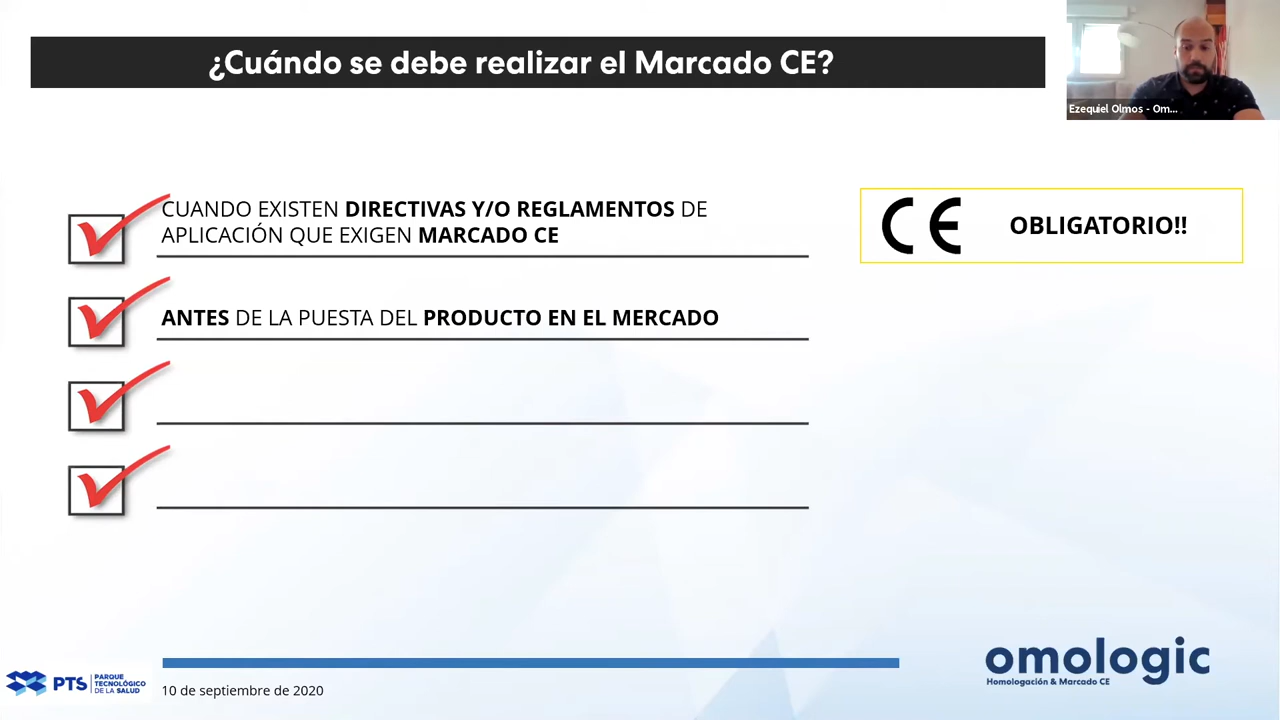 ¿Cuándo se debe realizar el Marcado CE?
Ezequiel Olmos - Om...
CUANDO EXISTEN DIRECTIVAS Y/O REGLAMENTOS DE
APLICACIÓN QUE EXIGEN MARCADO CE
CE OBLIGATORIO!!
ANTES DE LA PUESTA DEL PRODUCTO EN EL MERCADO
omologic
Homologación & Marcado CE
PTS PARQUE
TECNOLÓGICO
DE LA SALUD
10 de septiembre de 2020